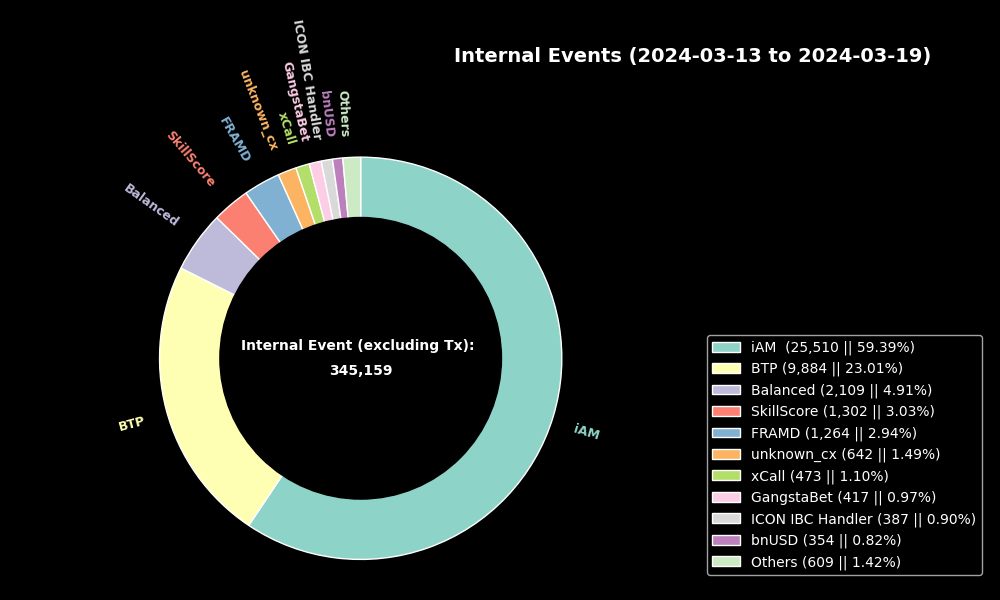 Internal Events (2024-03-13 to 2024-03-19)
ICON IBC Handler
GangstaBet
unknown_cx
bnUSD
Others
xCall
FRAMD
SkillScore
Balanced
Internal Event (excluding Tx):
345,159
BTP
iAM
iAM  (25,510 || 59.39%)
BTP (9,884 || 23.01%)
Balanced (2,109 || 4.91%)
SkillScore (1,302 || 3.03%)
FRAMD (1,264 || 2.94%)
unknown_cx (642 || 1.49%)
xCall (473 || 1.10%)
GangstaBet (417 || 0.97%)
ICON IBC Handler (387 || 0.90%)
bnUSD (354 || 0.82%)
Others (609 || 1.42%)